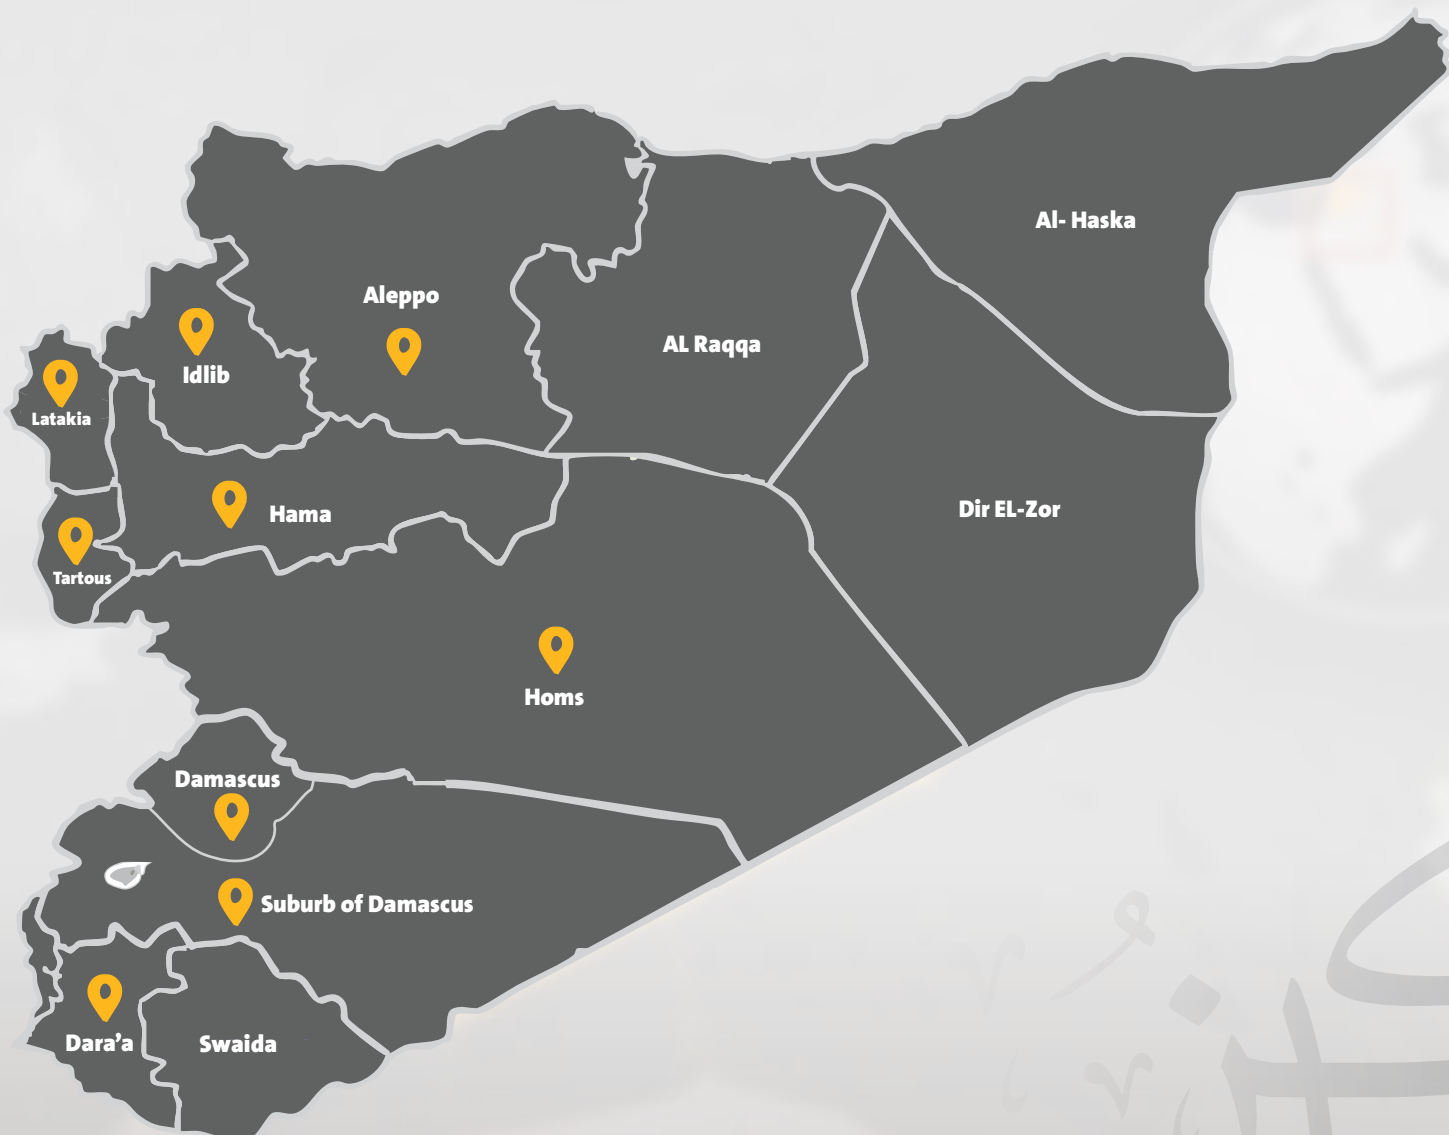 Al- Haska
Aleppo
AL Raqqa
Idlib
Latakia
Dir EL-Zor
Hama
Tartous
Homs
Damascus
Suburb of Damascus
Dara'a
Swaida